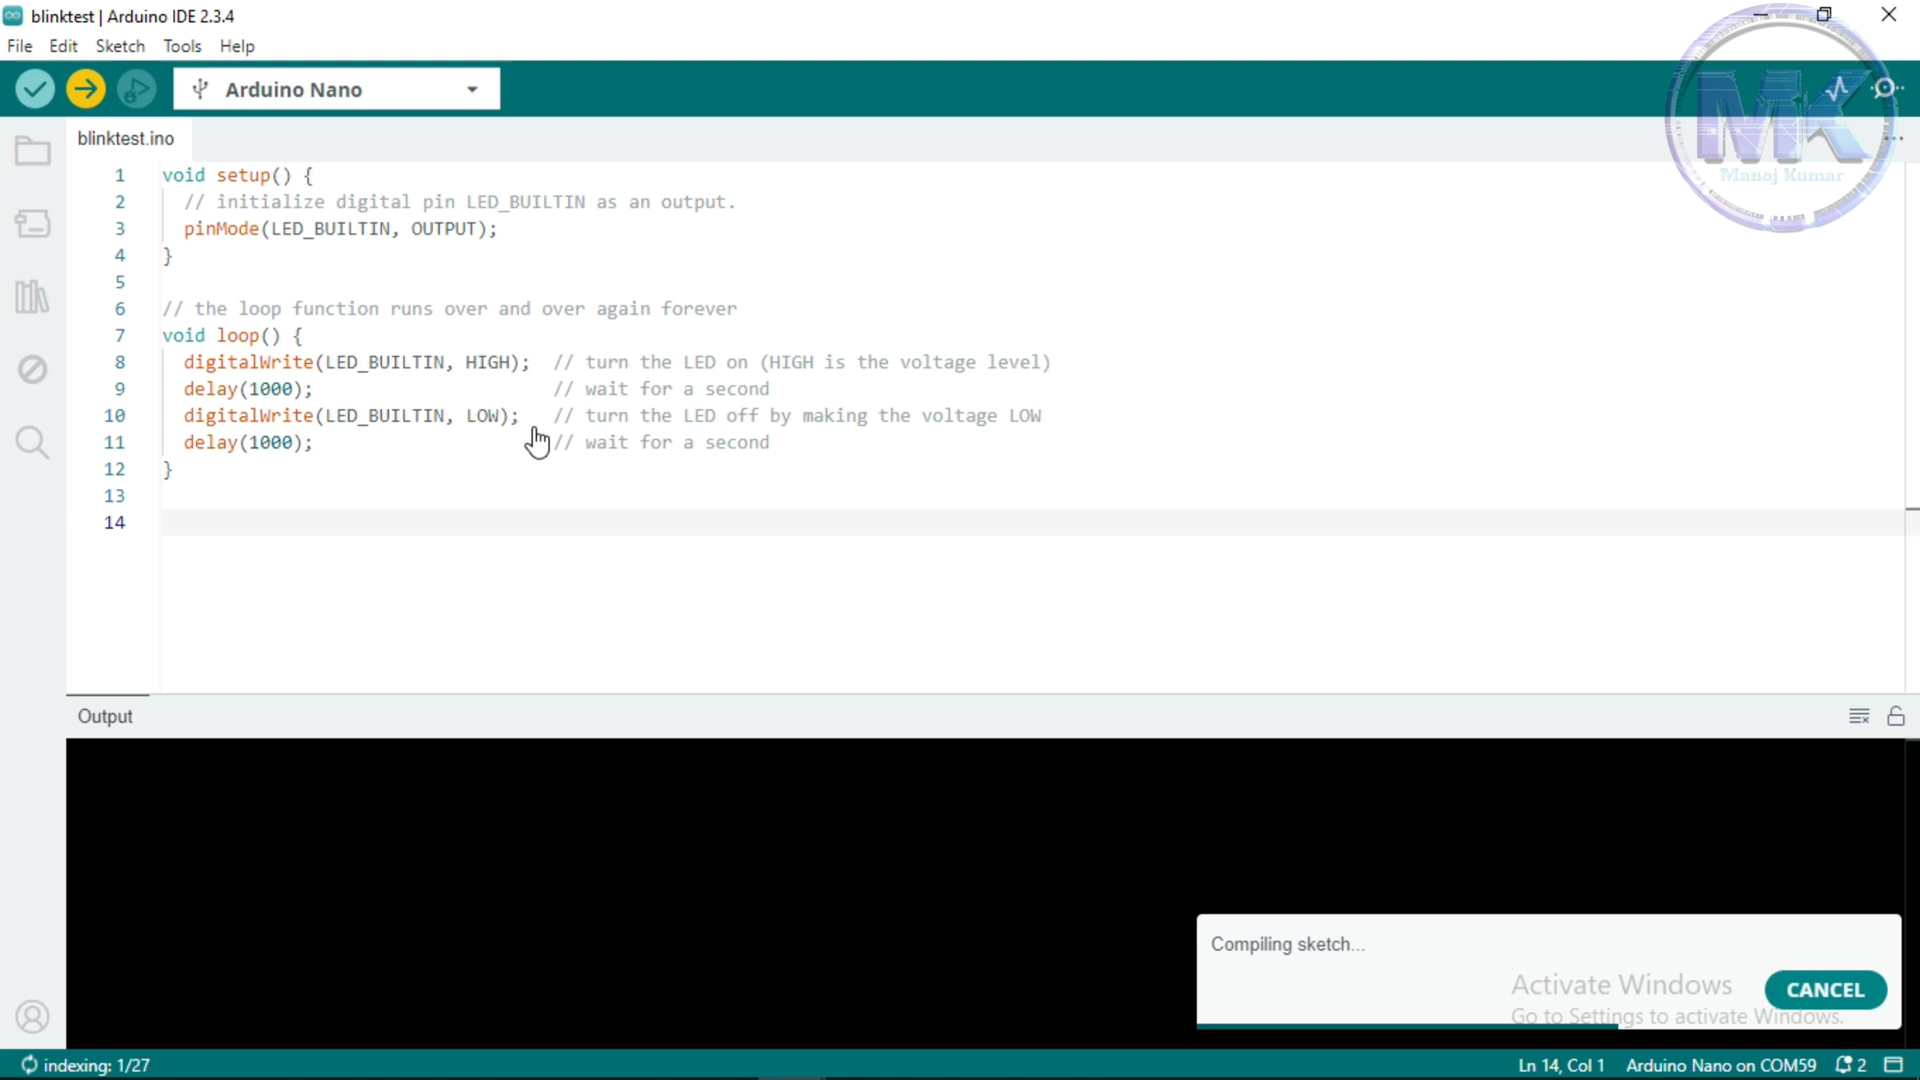 blinktest | Arduino IDE 2.3.4
File Edit Sketch Tools Help
Arduino Nano
MK
Manoj Kumar
blinktest.ino
1 void setup() {
2 // initialize digital pin LED_BUILTIN as an output.
3 pinMode(LED_BUILTIN, OUTPUT);
4 }
5
6 // the loop function runs over and over again forever
7 void loop() {
8 digitalWrite(LED_BUILTIN, HIGH); // turn the LED on (HIGH is the voltage level)
9 delay(1000); // wait for a second
10 digitalWrite(LED_BUILTIN, LOW); // turn the LED off by making the voltage LOW
11 delay(1000); // wait for a second
12 }
13
14
Output
Compiling sketch...
Activate Windows
CANCEL
Go to Settings to activate Windows.
indexing: 1/27 Ln 14, Col 1 Arduino Nano on COM59 2